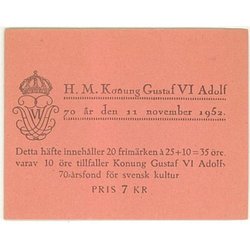 H. M. Konung Gustaf VI Adolf
70 år den 11 november 1952.
Detta häfte innehåller 20 frimärken à 25+10=35 öre,
varav 10 öre tillfaller Konung Gustaf VI Adolfs
70-årsfond för svensk kultur.
PRIS 7 KR